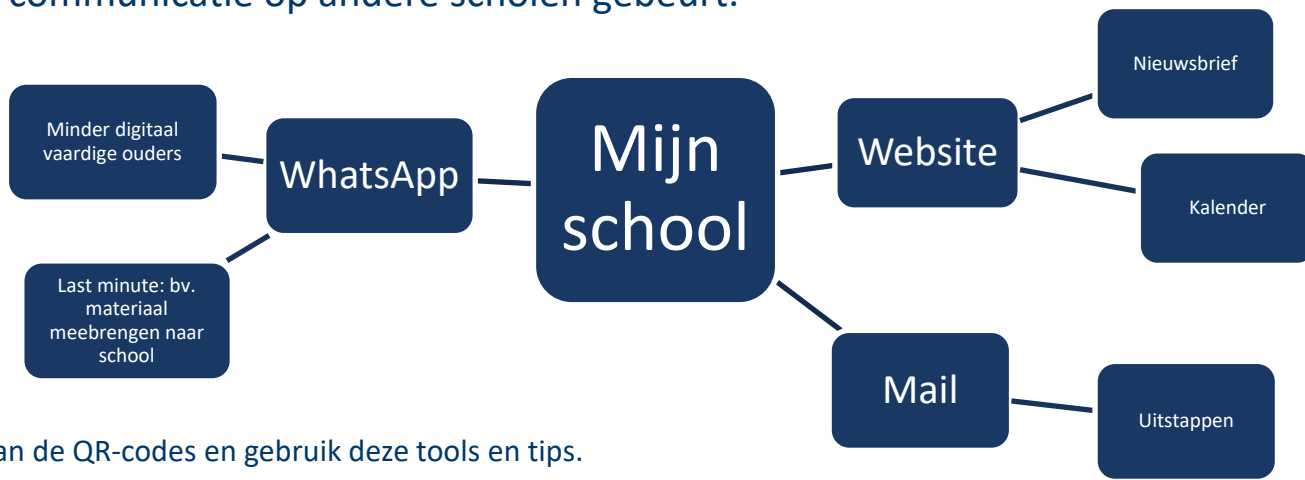 communicatie op andere scholen gebeurt.
Nieuwsbrief
Minder digitaal
vaardige ouders
WhatsApp
Mijn
school
Website
Kalender
Last minute: bv.
materiaal
meebrengen naar
school
Mail
Uitstappen
an de QR-codes en gebruik deze tools en tips.